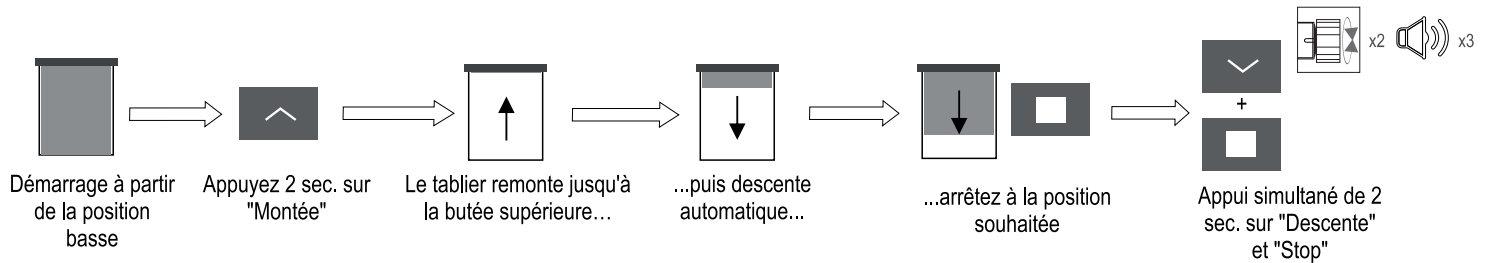 x2
x3
+
Démarrage à partir
de la position
basse
Appuyez 2 sec. sur
"Montée"
Le tablier remonte jusqu'à
la butée supérieure…
...puis descente
automatique...
...arrêtez à la position
souhaitée
Appui simultané de 2
sec. sur "Descente"
et "Stop"